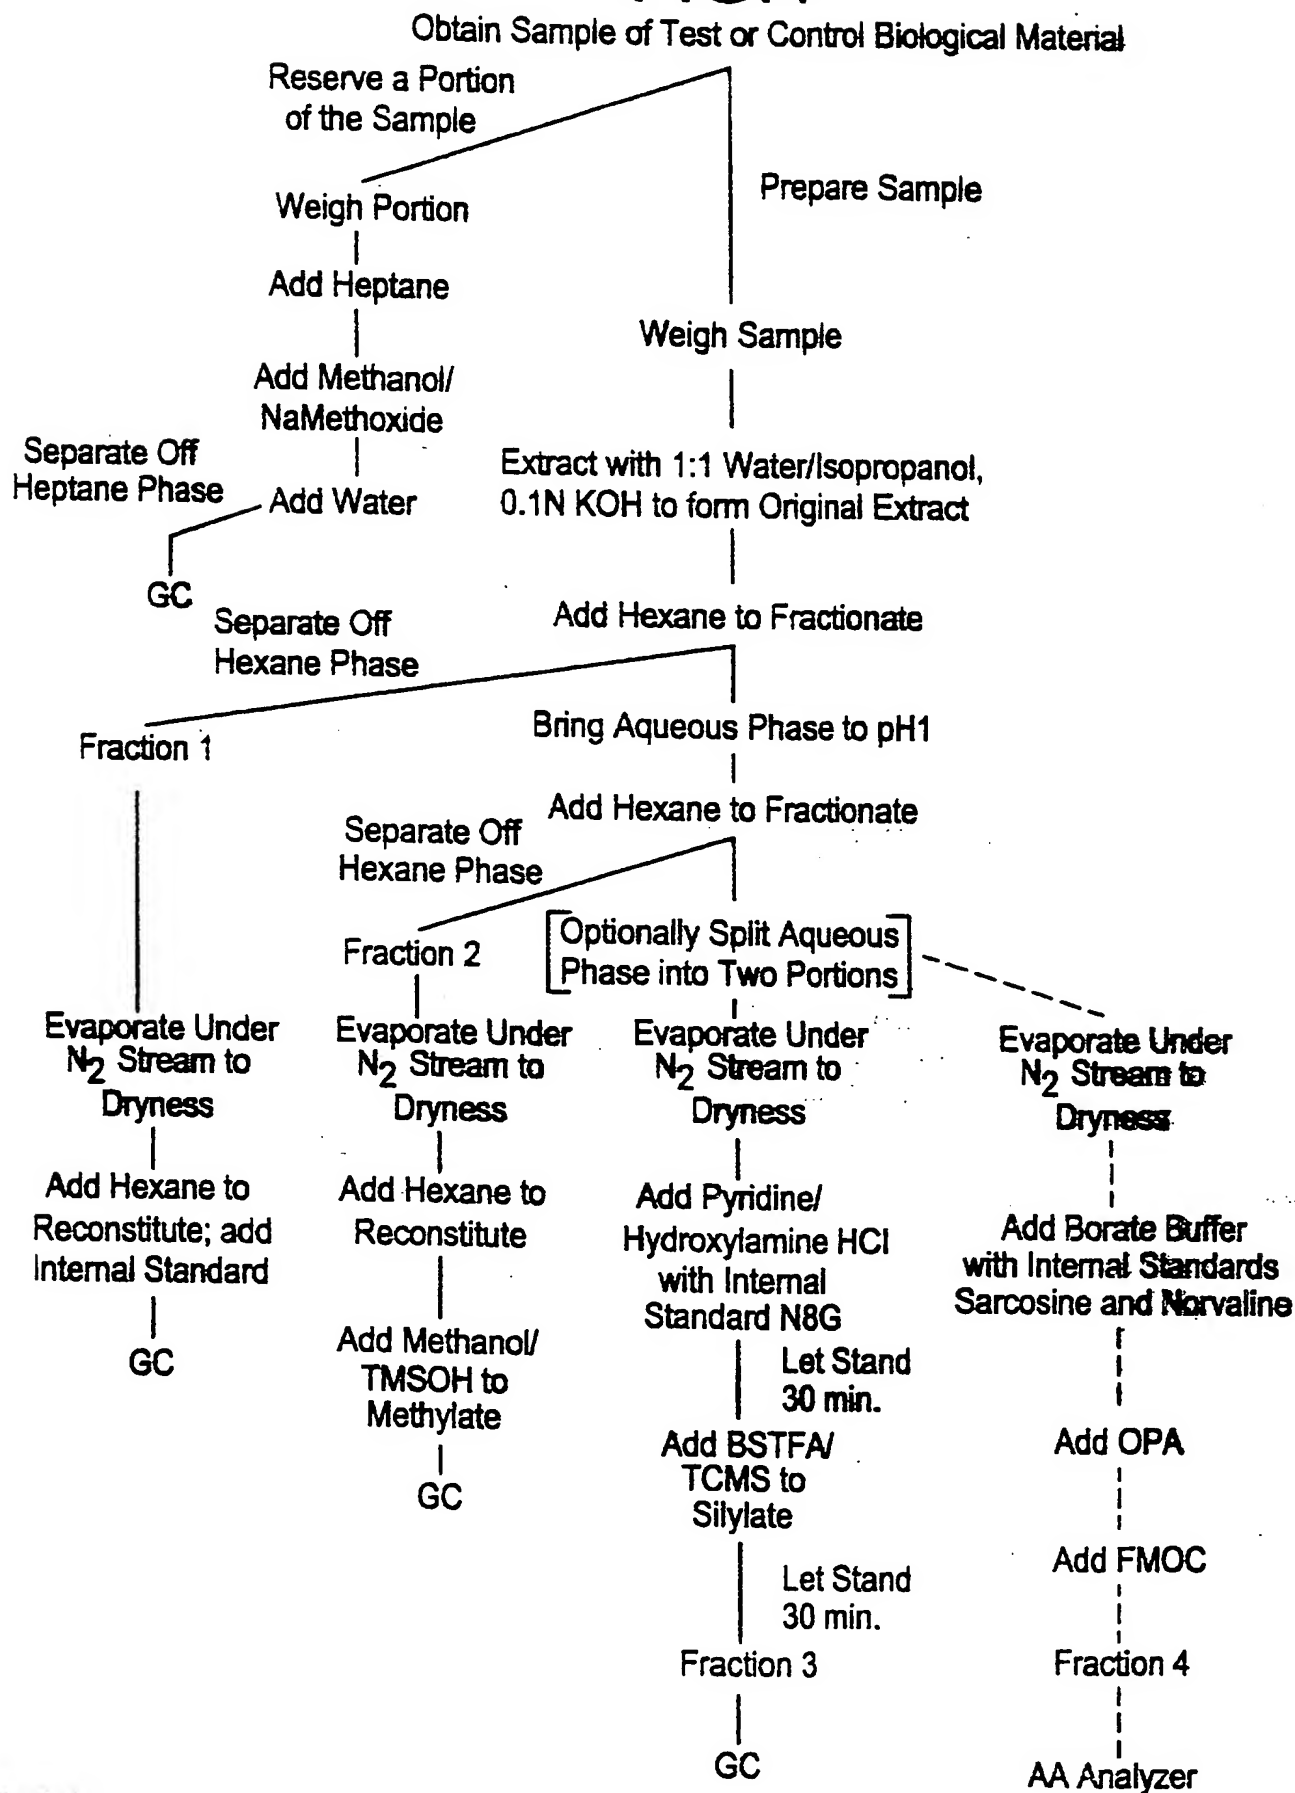 Obtain Sample of Test or Control Biological Material
Reserve a Portion
of the Sample
Prepare Sample
Weigh Portion
Add Heptane
Weigh Sample
Add Methanol/
NaMethoxide
Separate Off
Heptane Phase
Add Water
Extract with 1:1 Water/Isopropanol,
0.1N KOH to form Original Extract
GC
Separate Off
Hexane Phase
Add Hexane to Fractionate
Fraction 1
Bring Aqueous Phase to pH1
Add Hexane to Fractionate
Separate Off
Hexane Phase
Fraction 2
Optionally Split Aqueous
Phase into Two Portions
Evaporate Under
N2 Stream to
Dryness
Add Hexane to
Reconstitute; add
Internal Standard
GC
Evaporate Under
N2 Stream to
Dryness
Add Hexane to
Reconstitute
Add Methanol/
TMSOH to
Methylate
GC
Evaporate Under
N2 Stream to
Dryness
Add Pyridine/
Hydroxylamine HCl
with Internal
Standard N8G
Let Stand
30 min.
Add BSTFA/
TCMS to
Silylate
Let Stand
30 min.
Fraction 3
GC
Evaporate Under
N2 Stream to
Dryness
Add Borate Buffer
with Internal Standards
Sarcosine and Norvaline
Add OPA
Add FMOC
Fraction 4
AA Analyzer